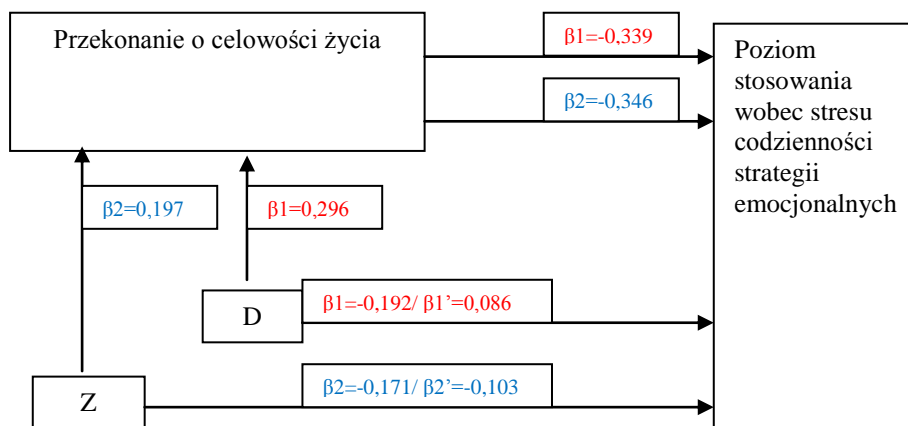 Przekonanie o celowości życia
β1=-0,339
β2=-0,346
Poziom
stosowania
wobec stresu
codzienności
strategii
emocjonalnych
β2=0,197
β1=0,296
D
β1=-0,192/ β1’=0,086
Z
β2=-0,171/ β2’=-0,103